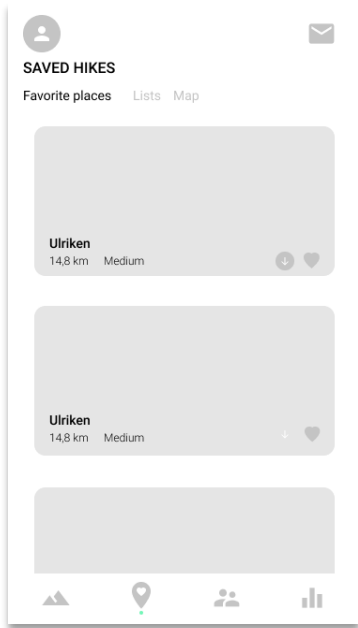 SAVED HIKES
Favorite places Lists Map
Ulriken
14,8 km Medium
Ulriken
14,8 km Medium